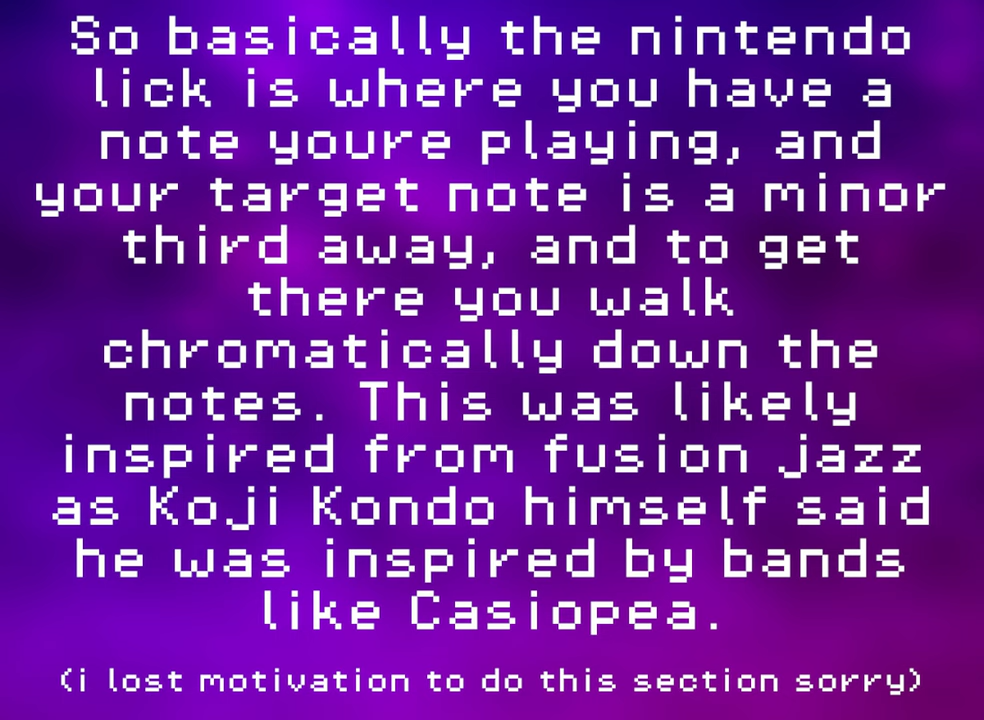 So basically the nintendo
lick is where you have a
note youre playing, and
your target note is a minor
third away, and to get
there you walk
chromatically down the
notes. This was likely
inspired from fusion jazz
as Koji Kondo himself said
he was inspired by bands
like Casiopea.
(i lost motivation to do this section sorry)